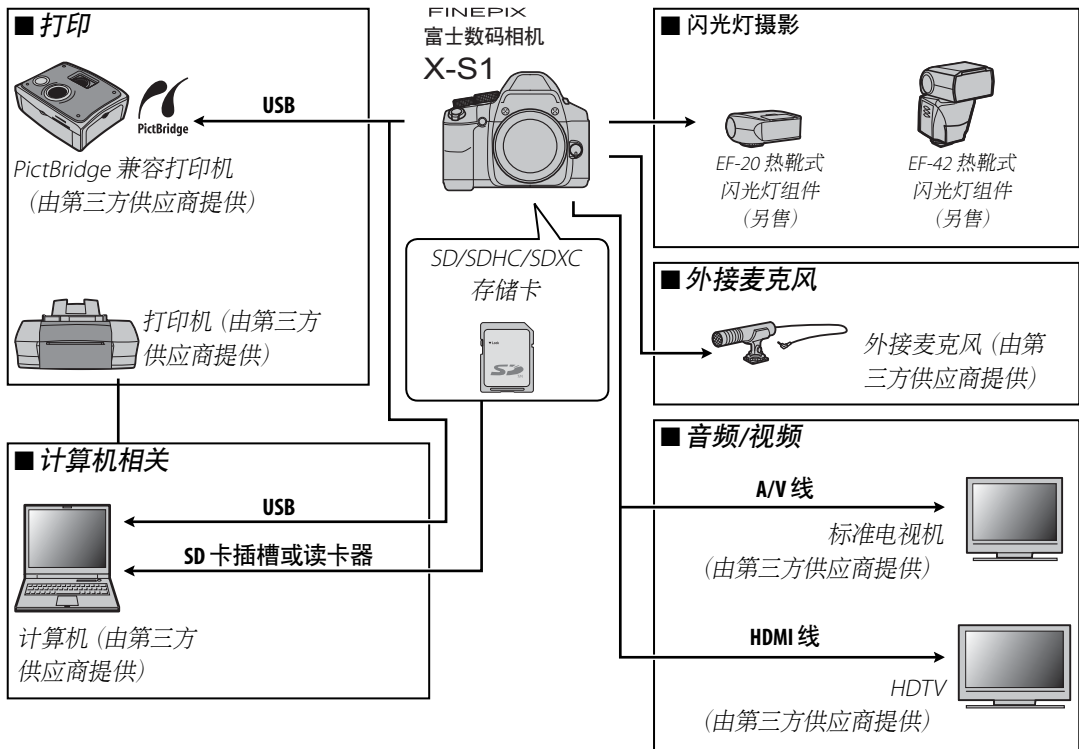 ■ 打印
PictBridge
USB
PictBridge 兼容打印机
（由第三方供应商提供）
打印机（由第三方
供应商提供）
FINEPIX
富士数码相机
X-S1
SD/SDHC/SDXC
存储卡
Lock
SD
■ 计算机相关
USB
SD 卡插槽或读卡器
计算机（由第三方
供应商提供）
■ 闪光灯摄影
EF-20 热靴式
闪光灯组件
（另售）
EF-42 热靴式
闪光灯组件
（另售）
■ 外接麦克风
外接麦克风（由第
三方供应商提供）
■ 音频/视频
A/V 线
标准电视机
（由第三方供应商提供）
HDMI 线
HDTV
（由第三方供应商提供）